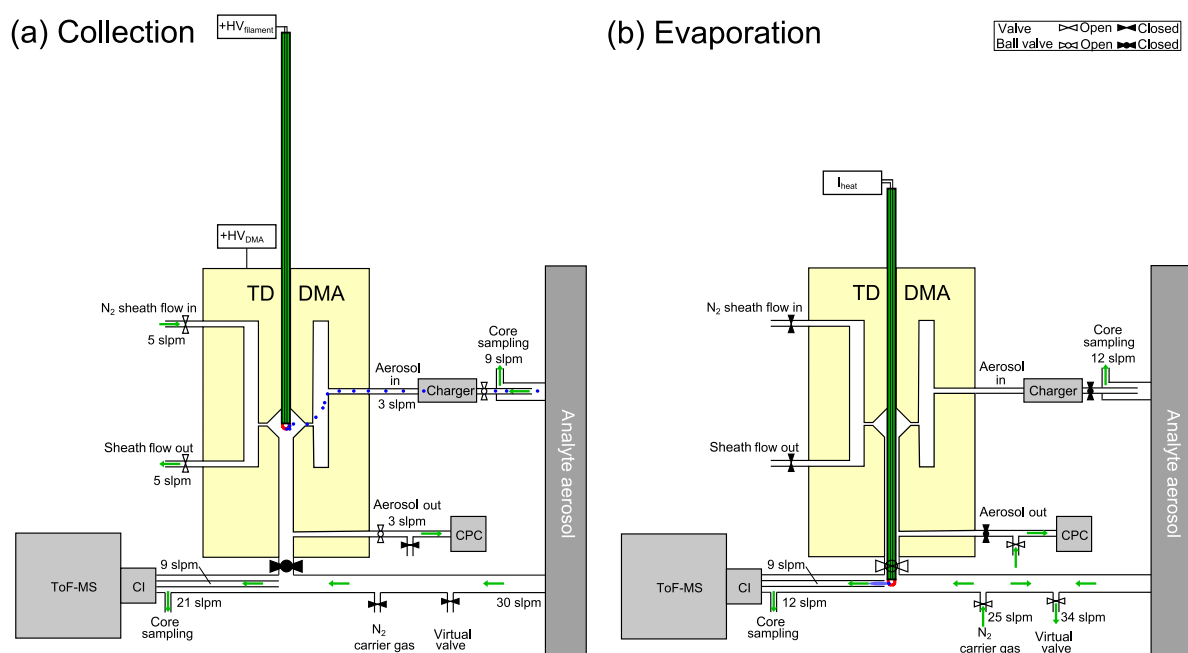 (a) Collection
+HV_filament
+HV_DMA
TD DMA
N₂ sheath flow in
5 slpm
Sheath flow out
5 slpm
Aerosol in
3 slpm
Charger
Core sampling
9 slpm
Aerosol out
3 slpm
CPC
Analyte aerosol
ToF-MS
CI
9 slpm
21 slpm
Core sampling
30 slpm
N₂ carrier gas
Virtual valve
(b) Evaporation
Valve Open Closed
Ball valve Open Closed
I_heat
TD DMA
N₂ sheath flow in
Sheath flow out
Aerosol in
Charger
Core sampling
12 slpm
Aerosol out
CPC
Analyte aerosol
ToF-MS
CI
9 slpm
12 slpm
Core sampling
25 slpm
N₂ carrier gas
34 slpm
Virtual valve